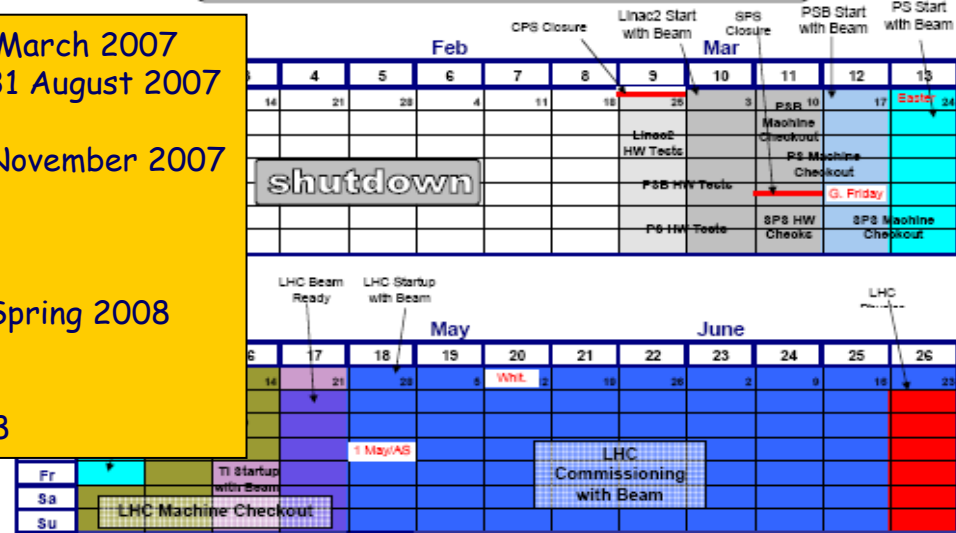 CPS Closure Linac2 Start with Beam SPS Closure PSB Start with Beam PS Start with Beam
March 2007
31 August 2007
November 2007
Spring 2008
Feb Mar
4 5 6 7 8 9 10 11 12 13
14 21 28 4 11 18 25 3 10 17 Easter 24
PSB
Machine
Checkout
Linac2
HW Tests
PS Machine
Checkout
shutdown
PSB HW Tests
G. Friday
PS HW Tests
SPS HW
Checks
SPS Machine
Checkout
LHC Beam
Ready
LHC Startup
with Beam
LHC
May June
17 18 19 20 21 22 23 24 25 26
14 21 28 5 Whit. 2 19 26 2 9 16 23
1 May/AS
LHC
Commissioning
with Beam
Fr
Sa
Su
TI Startup
with Beam
LHC Machine Checkout